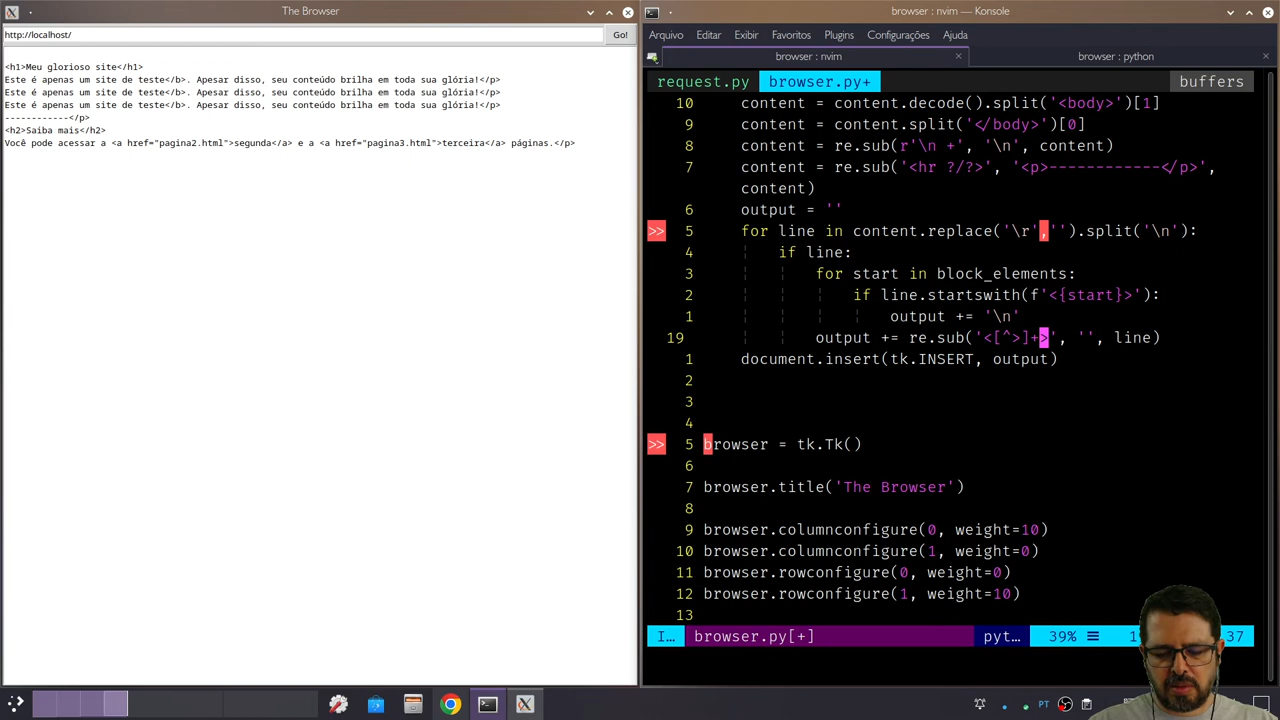 The Browser
http://localhost/
Go!
<h1>Meu glorioso site</h1>
Este é apenas um site de teste</b>. Apesar disso, seu conteúdo brilha em toda sua glória!</p>
Este é apenas um site de teste</b>. Apesar disso, seu conteúdo brilha em toda sua glória!</p>
Este é apenas um site de teste</b>. Apesar disso, seu conteúdo brilha em toda sua glória!</p>
------------</p>
<h2>Saiba mais</h2>
Você pode acessar a <a href="pagina2.html">segunda</a> e a <a href="pagina3.html">terceira</a> páginas.</p>
browser : nvim — Konsole
Arquivo Editar Exibir Favoritos Plugins Configurações Ajuda
browser : nvim
browser : python
request.py browser.py+ buffers
10 content = content.decode().split('<body>')[1]
9 content = content.split('</body>')[0]
8 content = re.sub(r'\n +', '\n', content)
7 content = re.sub('<hr ?/?>', '<p>------------</p>',
content)
6 output = ''
>> 5 for line in content.replace('\r','').split('\n'):
4 if line:
3 for start in block_elements:
2 if line.startswith(f'<{start}>'):
1 output += '\n'
19 output += re.sub('<[^>]+>', '', line)
1 document.insert(tk.INSERT, output)
2
3
4
>> 5 browser = tk.Tk()
6
7 browser.title('The Browser')
8
9 browser.columnconfigure(0, weight=10)
10 browser.columnconfigure(1, weight=0)
11 browser.rowconfigure(0, weight=0)
12 browser.rowconfigure(1, weight=10)
13
I… browser.py[+] pyt… 39% ☰ 37
PT